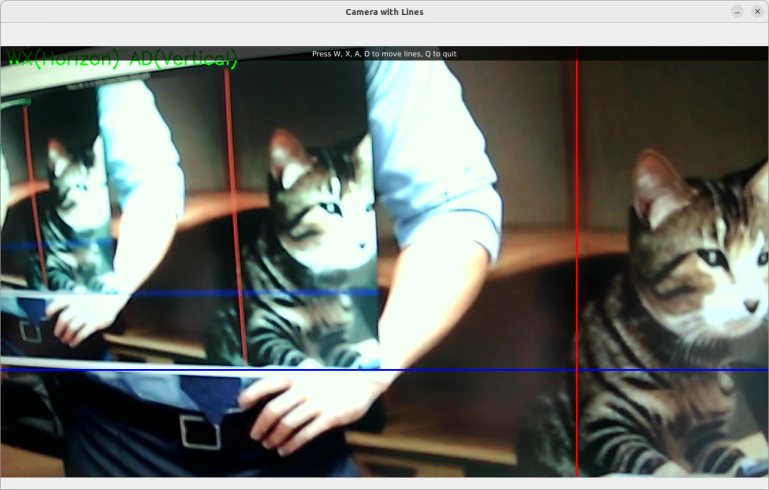 Camera with Lines
WX(Horizon) AD(Vertical)
Press W, X, A, D to move lines, Q to quit